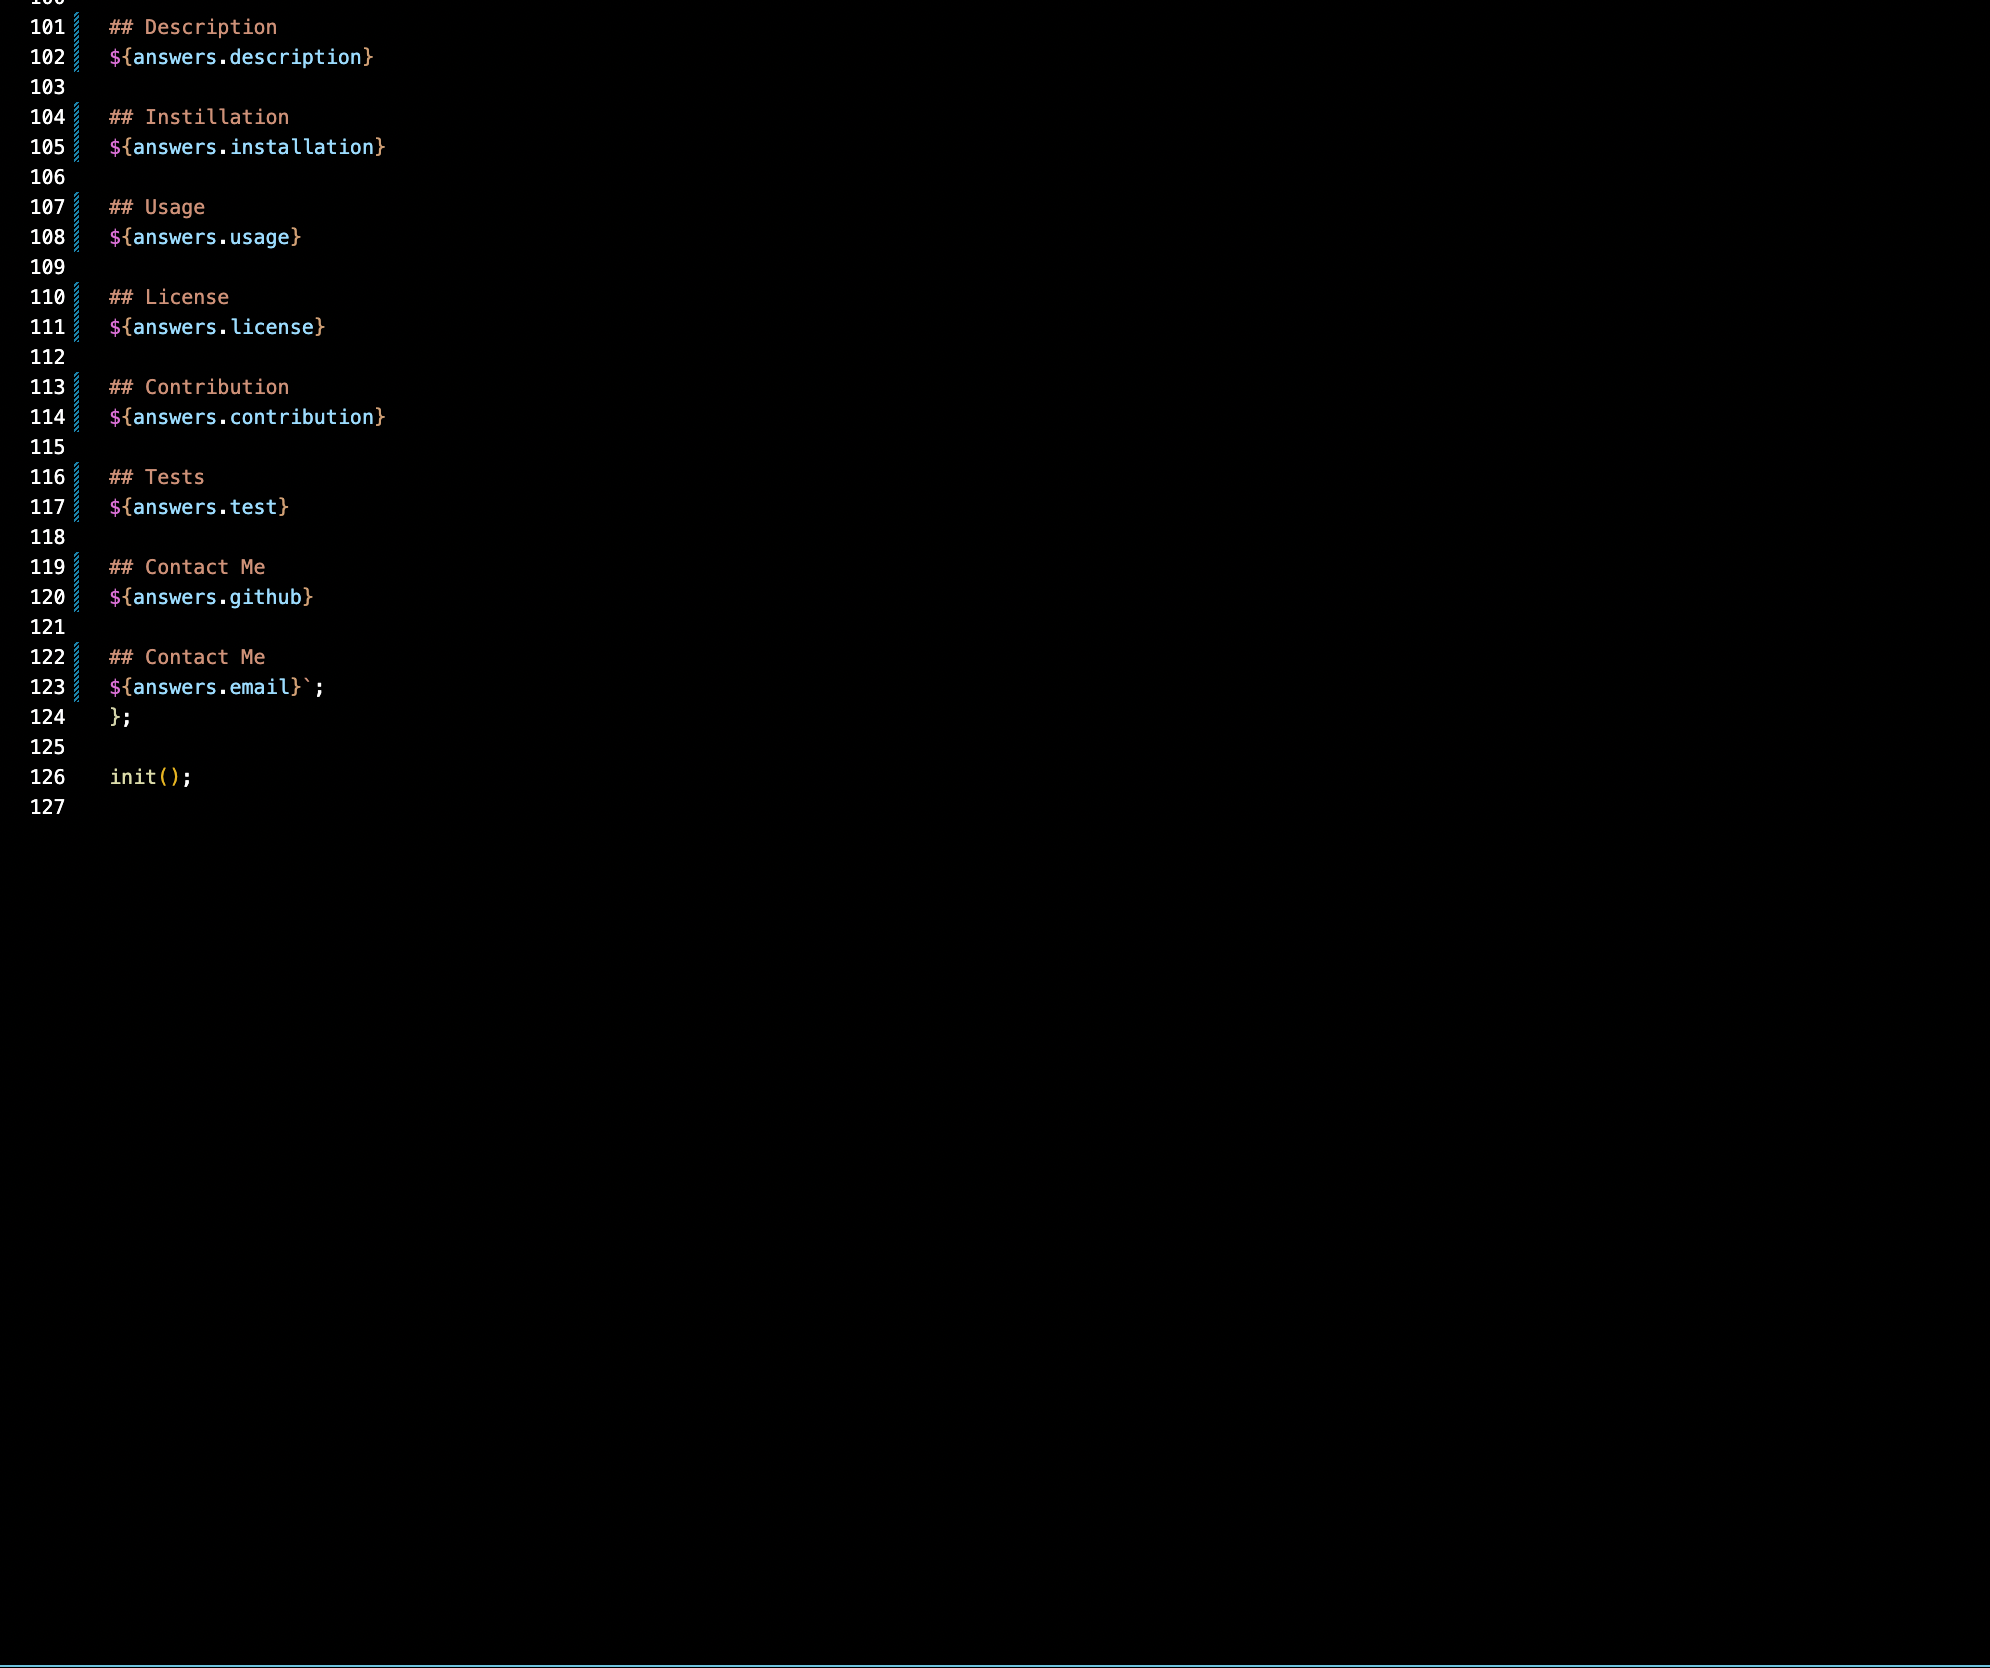 101 ## Description
102 ${answers.description}
103
104 ## Instillation
105 ${answers.installation}
106
107 ## Usage
108 ${answers.usage}
109
110 ## License
111 ${answers.license}
112
113 ## Contribution
114 ${answers.contribution}
115
116 ## Tests
117 ${answers.test}
118
119 ## Contact Me
120 ${answers.github}
121
122 ## Contact Me
123 ${answers.email}`;
124 };
125
126 init();
127